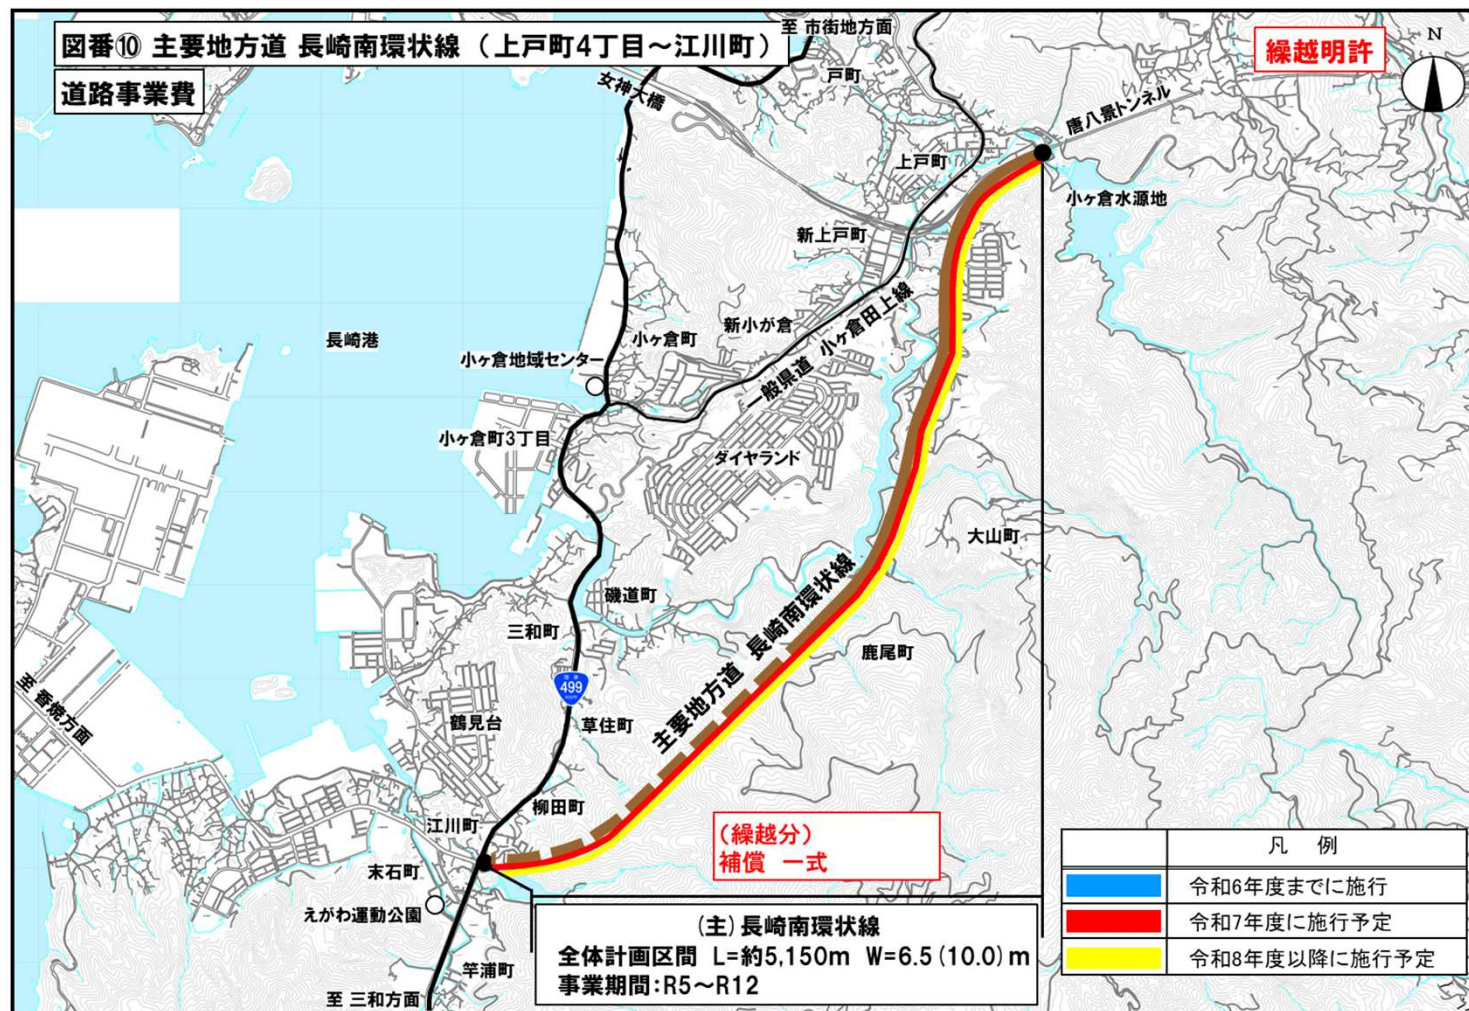 図番⑩ 主要地方道 長崎南環状線 (上戸町4丁目～江川町)
道路事業費
繰越明許
N
至 市街地方面
戸町
女神大橋
唐八景トンネル
上戸町
小ヶ倉水源地
新上戸町
長崎港
新小が倉
小ヶ倉町
一般県道 小ヶ倉田上線
小ヶ倉地域センター
小ヶ倉町3丁目
ダイヤランド
大山町
磯道町
三和町
主要地方道 長崎南環状線
鹿尾町
499
至 香焼方面
鶴見台
草住町
柳田町
江川町
末石町
えがわ運動公園
竿浦町
至 三和方面
(繰越分)
補償 一式
(主)長崎南環状線
全体計画区間 L=約5,150m W=6.5(10.0)m
事業期間:R5～R12
凡 例
令和6年度までに施行
令和7年度に施行予定
令和8年度以降に施行予定